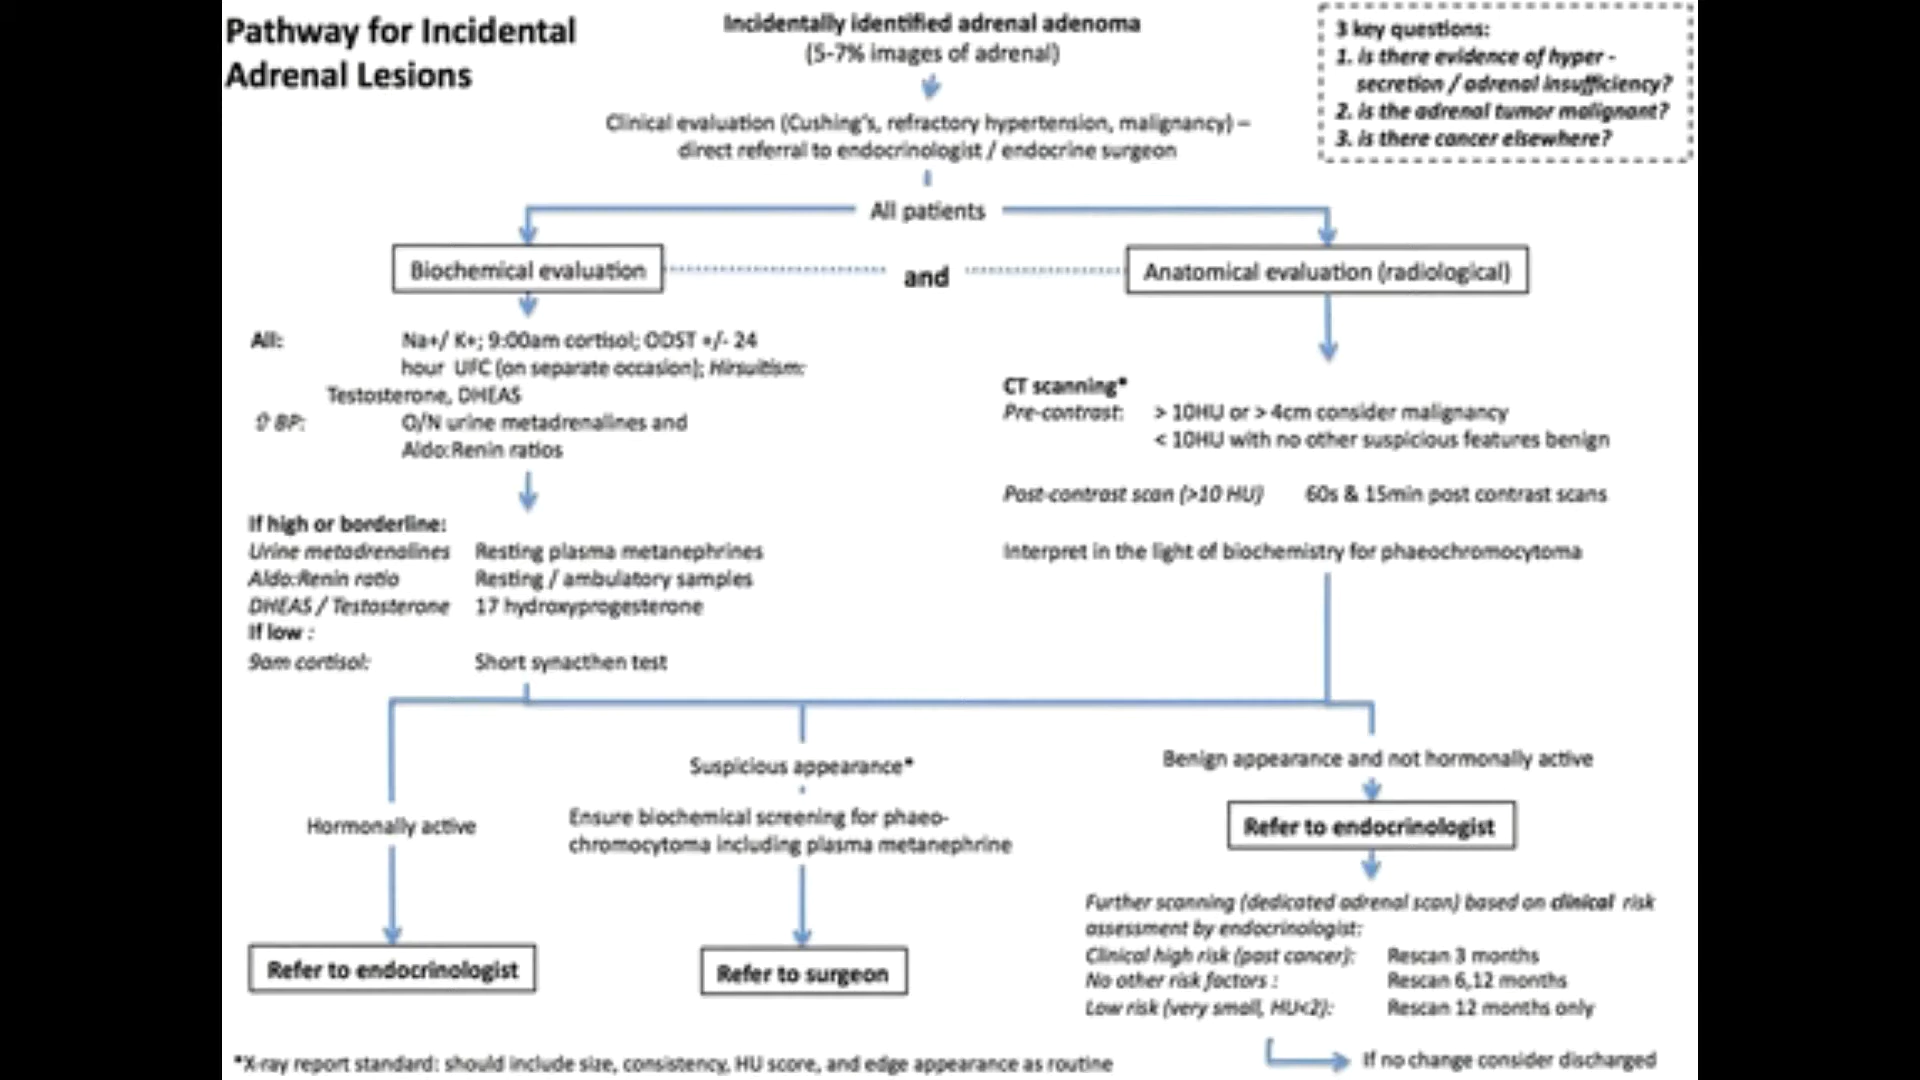 Pathway for Incidental
Adrenal Lesions
Incidentally identified adrenal adenoma
(5-7% images of adrenal)
3 key questions:
1. is there evidence of hyper -
secretion / adrenal insufficiency?
2. is the adrenal tumor malignant?
3. is there cancer elsewhere?
Clinical evaluation (Cushing's, refractory hypertension, malignancy) –
direct referral to endocrinologist / endocrine surgeon
All patients
Biochemical evaluation
and
Anatomical evaluation (radiological)
All: Na+/ K+; 9:00am cortisol; ODST +/- 24
hour UFC (on separate occasion); Hirsuitism:
Testosterone, DHEAS
⇧ BP: O/N urine metadrenalines and
Aldo:Renin ratios
If high or borderline:
Urine metadrenalines Resting plasma metanephrines
Aldo:Renin ratio Resting / ambulatory samples
DHEAS / Testosterone 17 hydroxyprogesterone
If low :
9am cortisol: Short synacthen test
CT scanning*
Pre-contrast: > 10HU or > 4cm consider malignancy
< 10HU with no other suspicious features benign
Post-contrast scan (>10 HU) 60s & 15min post contrast scans
Interpret in the light of biochemistry for phaeochromocytoma
Hormonally active
Refer to endocrinologist
Suspicious appearance*
Ensure biochemical screening for phaeo-
chromocytoma including plasma metanephrine
Refer to surgeon
Benign appearance and not hormonally active
Refer to endocrinologist
Further scanning (dedicated adrenal scan) based on clinical risk
assessment by endocrinologist:
Clinical high risk (past cancer): Rescan 3 months
No other risk factors : Rescan 6,12 months
Low risk (very small, HU<2): Rescan 12 months only
If no change consider discharged
*X-ray report standard: should include size, consistency, HU score, and edge appearance as routine